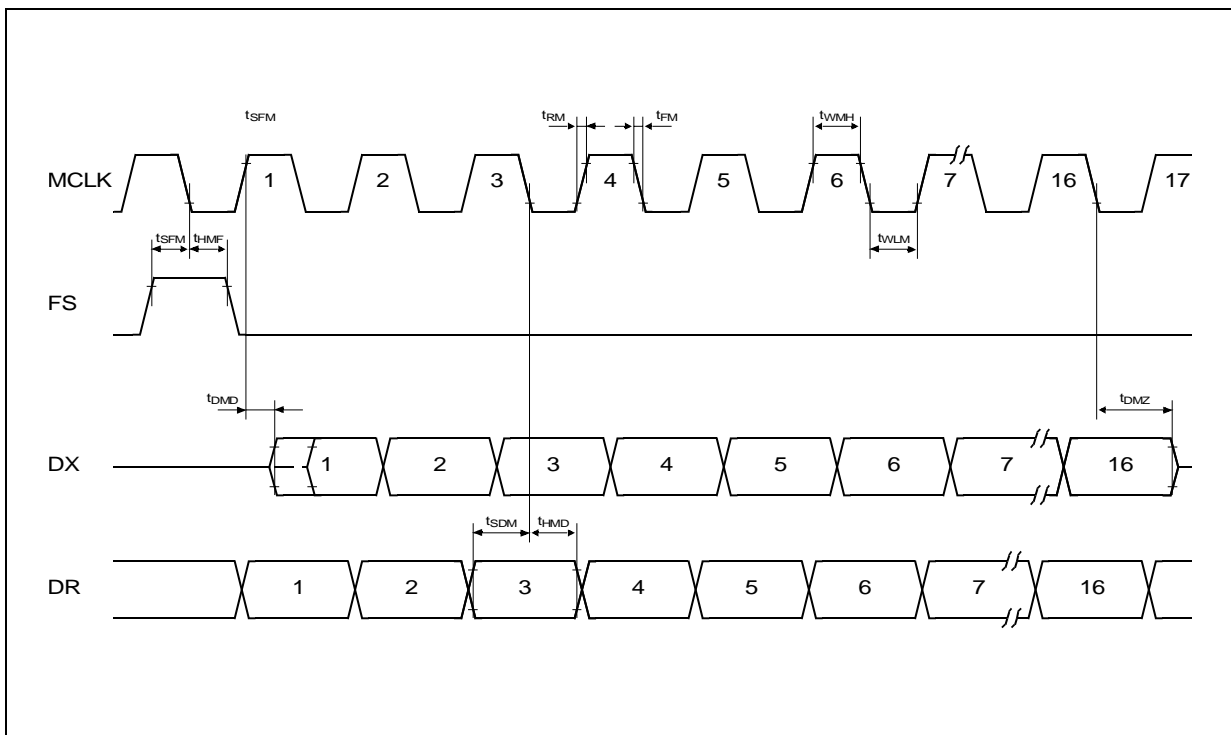 tSFM tRM tFM tWMH
MCLK 1 2 3 4 5 6 7 16 17
tSFM tHMF tWLM
FS
tDMD tDMZ
DX 1 2 3 4 5 6 7 16
tSDM tHMD
DR 1 2 3 4 5 6 7 16